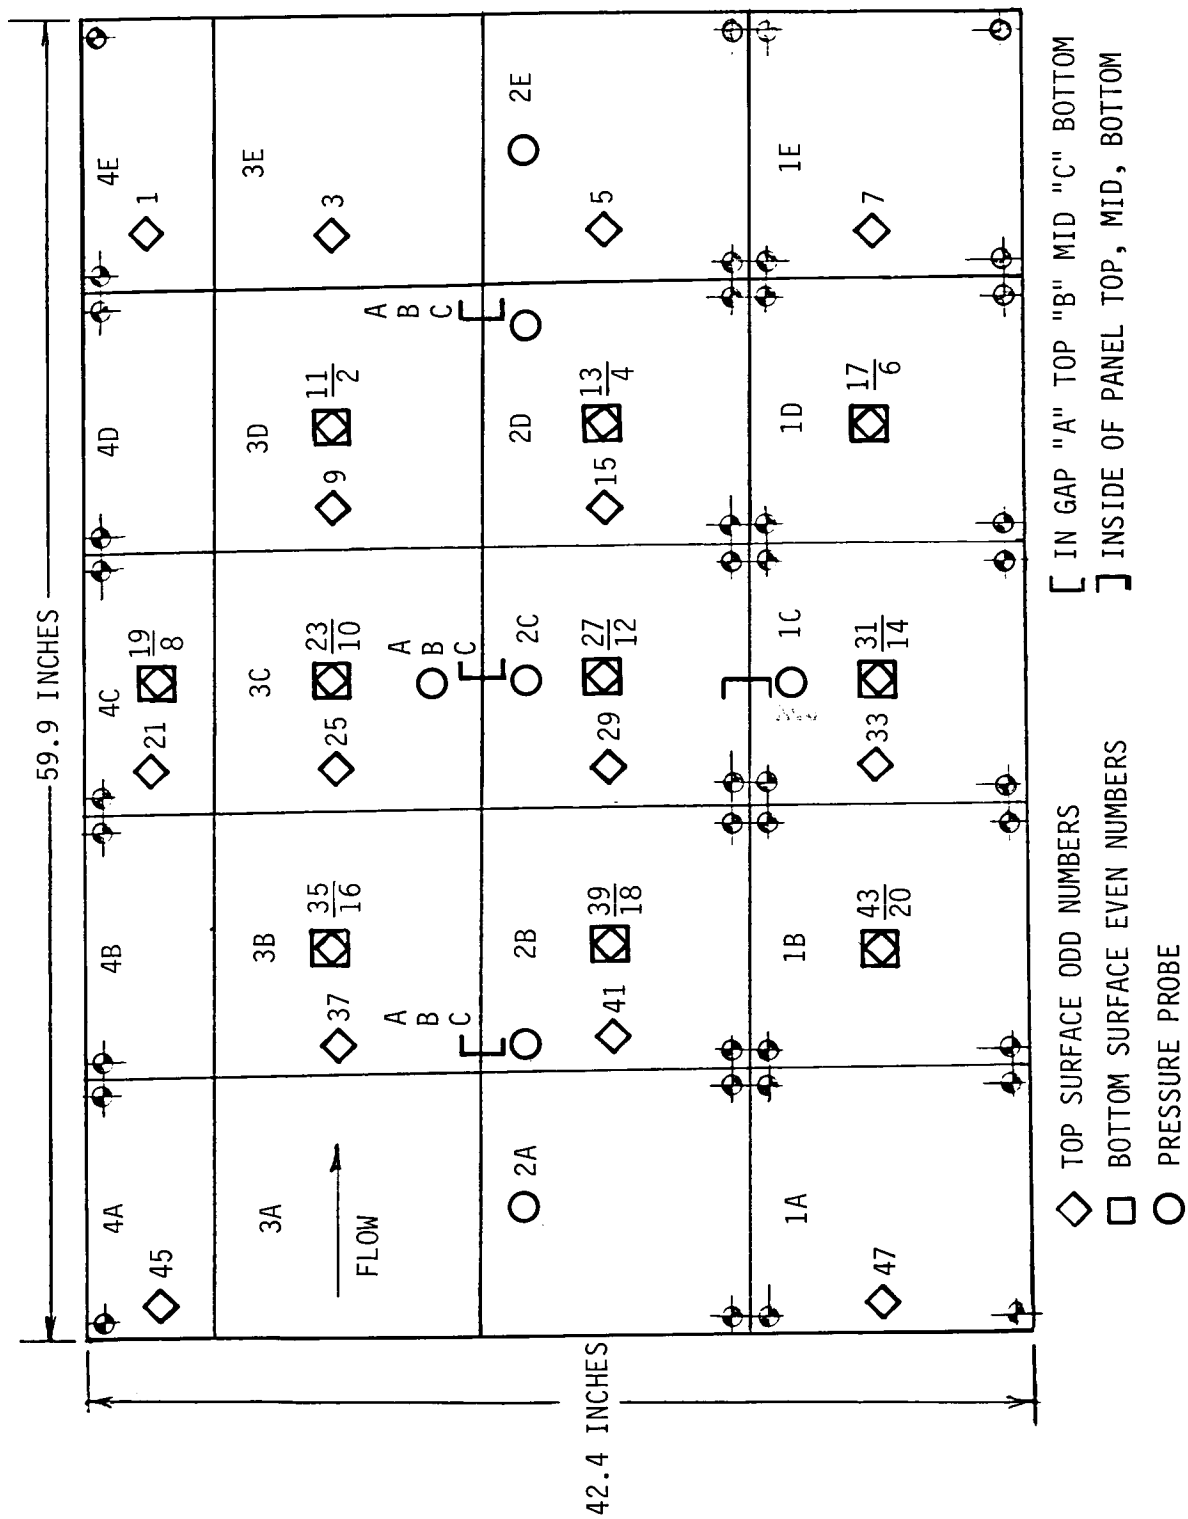 59.9 INCHES
42.4 INCHES
4A
4B
4C
4D
4E
45
21
19
8
1
3A
3B
3C
3D
3E
FLOW
37
35
16
25
23
10
9
11
2
3
A
B
C
A
B
C
A
B
C
2A
2B
2C
2D
2E
41
39
18
29
27
12
15
13
4
5
1A
1B
1C
1D
1E
47
43
20
33
31
14
17
6
7
TOP SURFACE ODD NUMBERS
BOTTOM SURFACE EVEN NUMBERS
PRESSURE PROBE
[ IN GAP "A" TOP "B" MID "C" BOTTOM
] INSIDE OF PANEL TOP, MID, BOTTOM